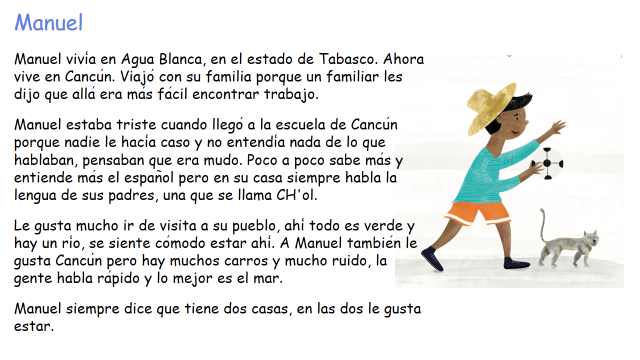 Manuel
Manuel vivía en Agua Blanca, en el estado de Tabasco. Ahora
vive en Cancún. Viajó con su familia porque un familiar les
dijo que allá era más fácil encontrar trabajo.
Manuel estaba triste cuando llegó a la escuela de Cancún
porque nadie le hacía caso y no entendía nada de lo que
hablaban, pensaban que era mudo. Poco a poco sabe más y
entiende más el español pero en su casa siempre habla la
lengua de sus padres, una que se llama CH'ol.
Le gusta mucho ir de visita a su pueblo, ahí todo es verde y
hay un río, se siente cómodo estar ahí. A Manuel también le
gusta Cancún pero hay muchos carros y mucho ruido, la
gente habla rápido y lo mejor es el mar.
Manuel siempre dice que tiene dos casas, en las dos le gusta
estar.